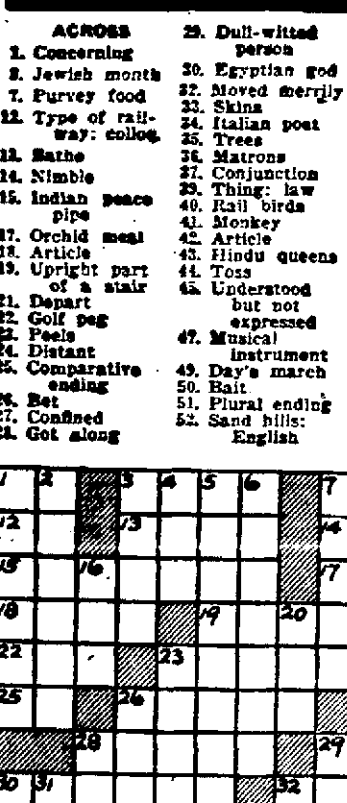 ACROSS
1. Concerning
3. Jewish month
7. Purvey food
12. Type of rail-
way: colloq.
13. Bathe
14. Nimble
15. Indian peace
pipe
17. Orchid meal
18. Article
19. Upright part
of a stair
21. Depart
22. Golf peg
23. Peels
24. Distant
25. Comparative
ending
26. Bet
27. Confined
28. Got along
29. Dull-witted
person
30. Egyptian god
32. Moved merrily
33. Skins
34. Italian poet
35. Trees
36. Matrons
37. Conjunction
39. Thing: law
40. Rail birds
41. Monkey
42. Article
43. Hindu queens
44. Toss
45. Understood
but not
expressed
47. Musical
instrument
49. Day's march
50. Bait
51. Plural ending
52. Sand hills:
English
1 2 3 4 5 6 7
12 13 14
15 16 17
18 19 20
22 23
25 26
28 29
30 31 32